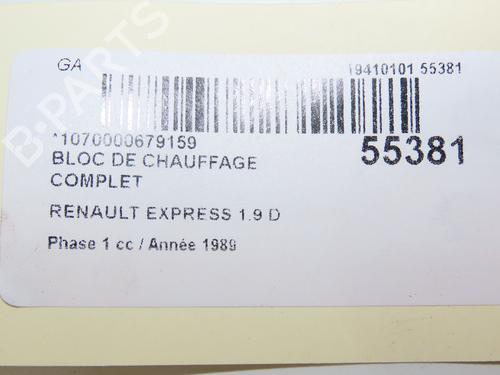 GA
19410101 55381
*1070000679159
55381
BLOC DE CHAUFFAGE
COMPLET
RENAULT EXPRESS 1.9 D
Phase 1 cc / Année 1989
B-PARTS